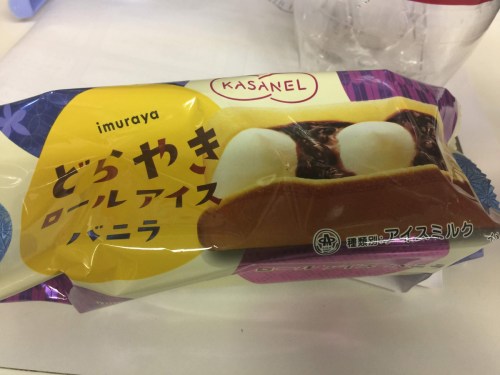 KASANEL
imuraya
どらやき
ロールアイス
バニラ
種類別：アイスミルク